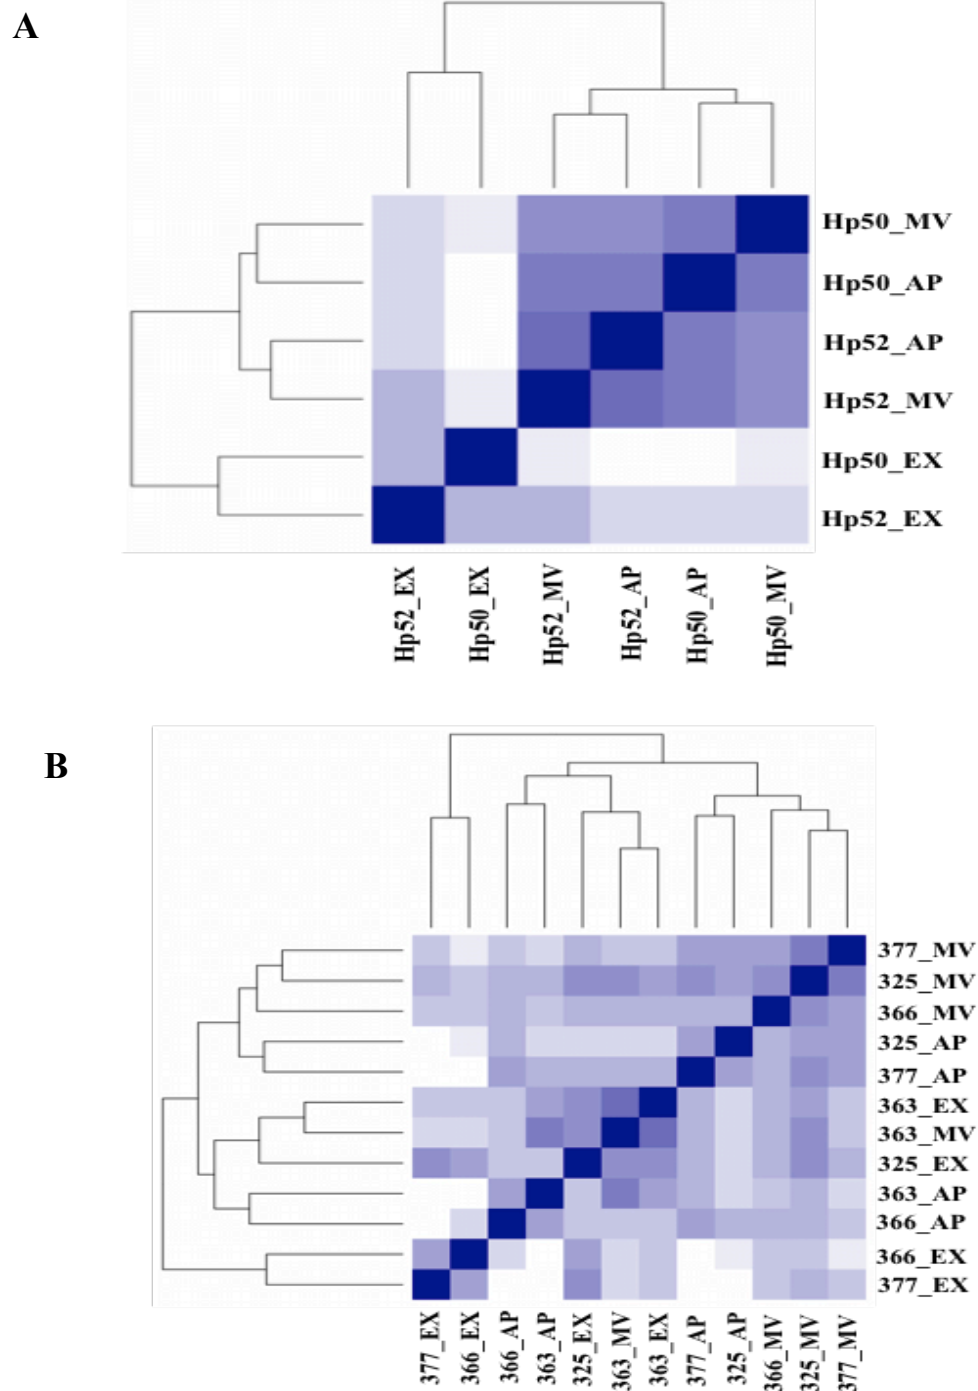 A
Hp50_MV
Hp50_AP
Hp52_AP
Hp52_MV
Hp50_EX
Hp52_EX
Hp52_EX
Hp50_EX
Hp52_MV
Hp52_AP
Hp50_AP
Hp50_MV
B
377_MV
325_MV
366_MV
325_AP
377_AP
363_EX
363_MV
325_EX
363_AP
366_AP
366_EX
377_EX
377_EX
366_EX
366_AP
363_AP
325_EX
363_MV
363_EX
377_AP
325_AP
366_MV
325_MV
377_MV